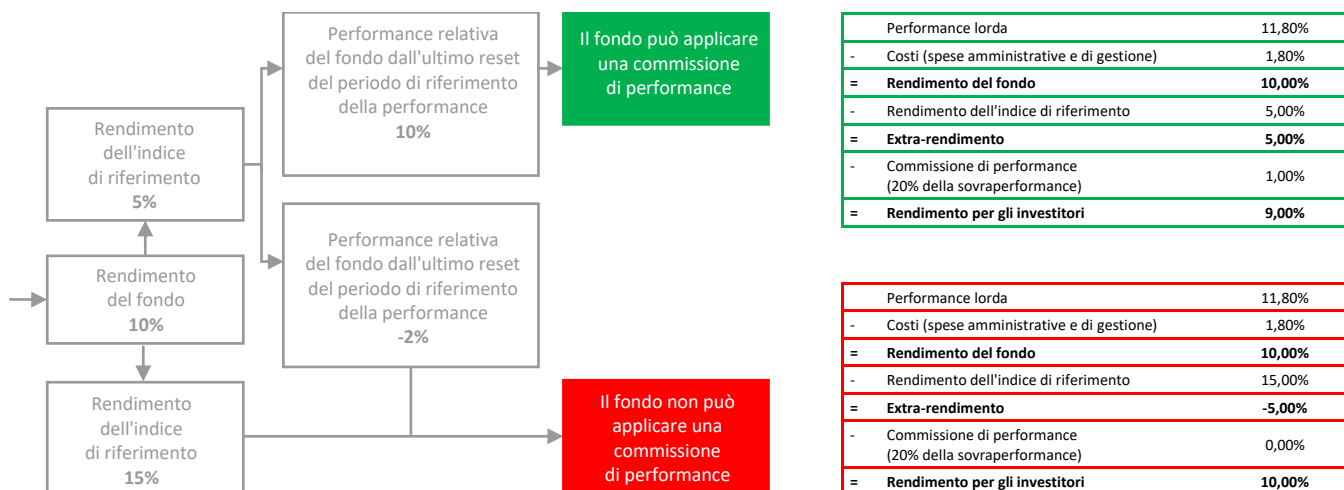 Performance relativa
del fondo dall'ultimo reset
del periodo di riferimento
della performance
10%
Il fondo può applicare
una commissione
di performance
Rendimento
dell'indice
di riferimento
5%
Performance relativa
del fondo dall'ultimo reset
del periodo di riferimento
della performance
-2%
Rendimento
del fondo
10%
Rendimento
dell'indice
di riferimento
15%
Il fondo non può
applicare una
commissione
di performance
Performance lorda 11,80%
- Costi (spese amministrative e di gestione) 1,80%
= Rendimento del fondo 10,00%
- Rendimento dell'indice di riferimento 5,00%
= Extra-rendimento 5,00%
- Commissione di performance
(20% della sovraperformance) 1,00%
= Rendimento per gli investitori 9,00%
Performance lorda 11,80%
- Costi (spese amministrative e di gestione) 1,80%
= Rendimento del fondo 10,00%
- Rendimento dell'indice di riferimento 15,00%
= Extra-rendimento -5,00%
- Commissione di performance
(20% della sovraperformance) 0,00%
= Rendimento per gli investitori 10,00%